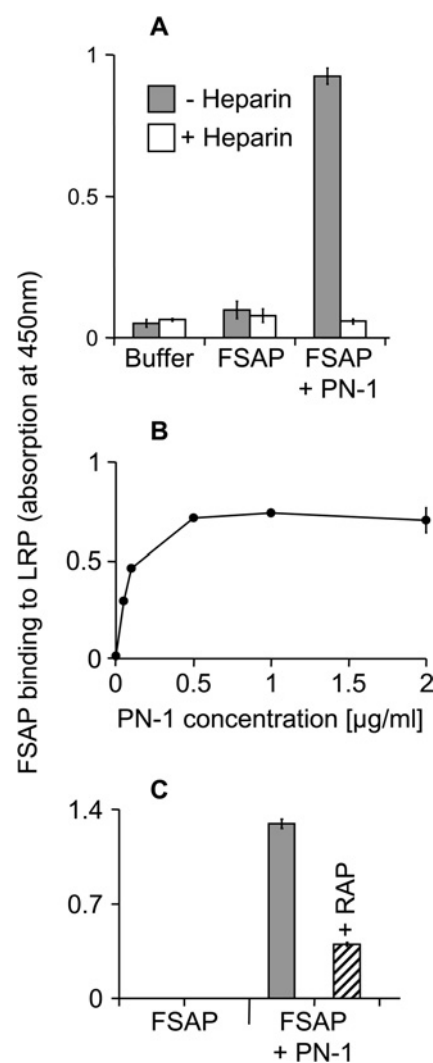 FSAP binding to LRP (absorption at 450nm)
A
1
- Heparin
+ Heparin
0.5
0
Buffer FSAP FSAP
+ PN-1
B
1
0.5
0
0 0.5 1 1.5 2
PN-1 concentration [µg/ml]
C
1.4
+ RAP
0.7
0
FSAP FSAP
+ PN-1